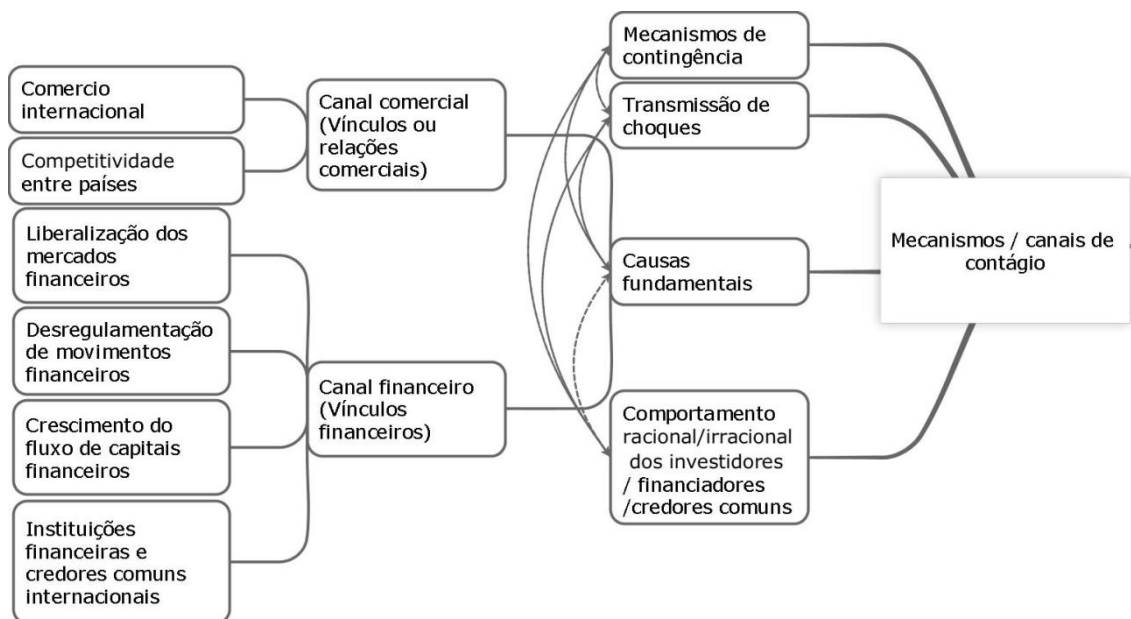 Comercio
internacional
Competitividade
entre países
Liberalização dos
mercados
financeiros
Desregulamentação
de movimentos
financeiros
Crescimento do
fluxo de capitais
financeiros
Instituições
financeiras e
credores comuns
internacionais
Canal comercial
(Vínculos ou
relações
comerciais)
Canal financeiro
(Vínculos
financeiros)
Mecanismos de
contingência
Transmissão de
choques
Causas
fundamentais
Comportamento
racional/irracional
dos investidores
/ financiadores
/credores comuns
Mecanismos / canais de
contágio